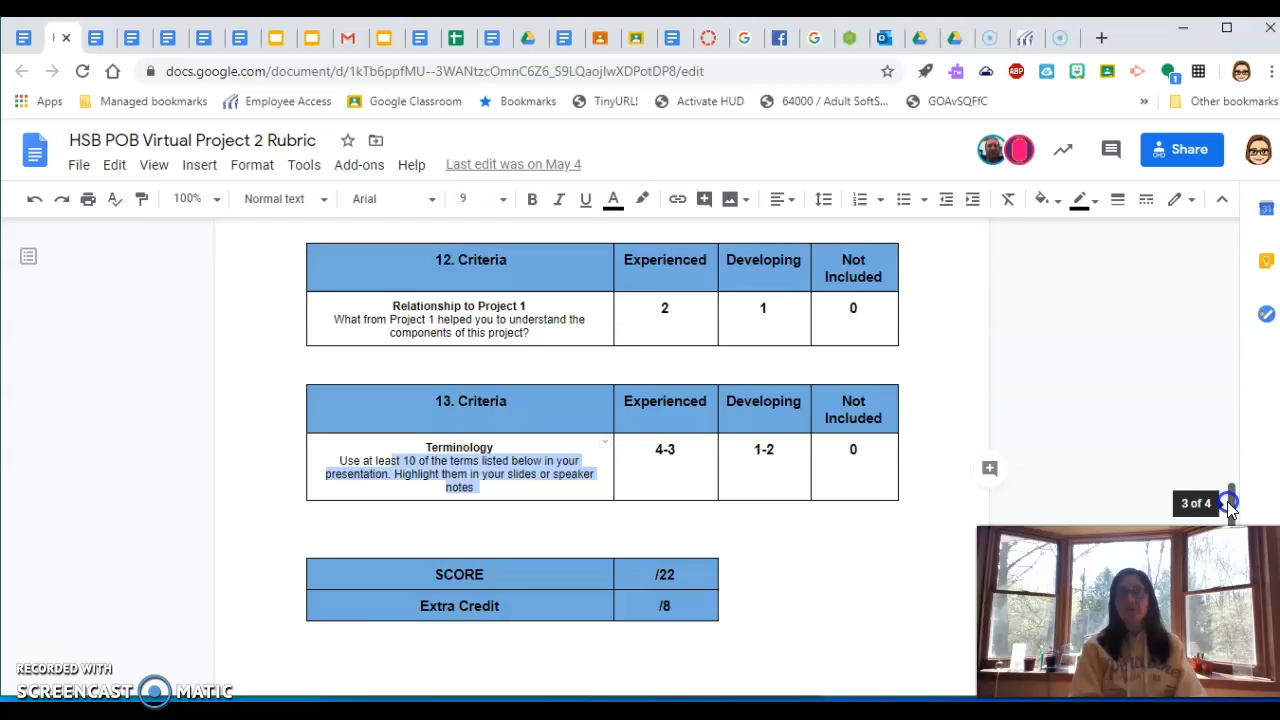 docs.google.com/document/d/1kTb6ppfMU--3WANtzcOmnC6Z6_S9LQaojIwXDPotDP8/edit
ABP
1
Apps Managed bookmarks Employee Access Google Classroom Bookmarks TinyURL! Activate HUD 64000 / Adult SoftS... GOAvSQFfC » Other bookmarks
HSB POB Virtual Project 2 Rubric
File Edit View Insert Format Tools Add-ons Help Last edit was on May 4
Share
100% Normal text Arial 9 B I U A
31
12. Criteria Experienced Developing Not Included
Relationship to Project 1 2 1 0
What from Project 1 helped you to understand the
components of this project?
13. Criteria Experienced Developing Not Included
Terminology 4-3 1-2 0
Use at least 10 of the terms listed below in your
presentation. Highlight them in your slides or speaker
notes
3 of 4
SCORE /22
Extra Credit /8
RECORDED WITH
SCREENCAST MATIC